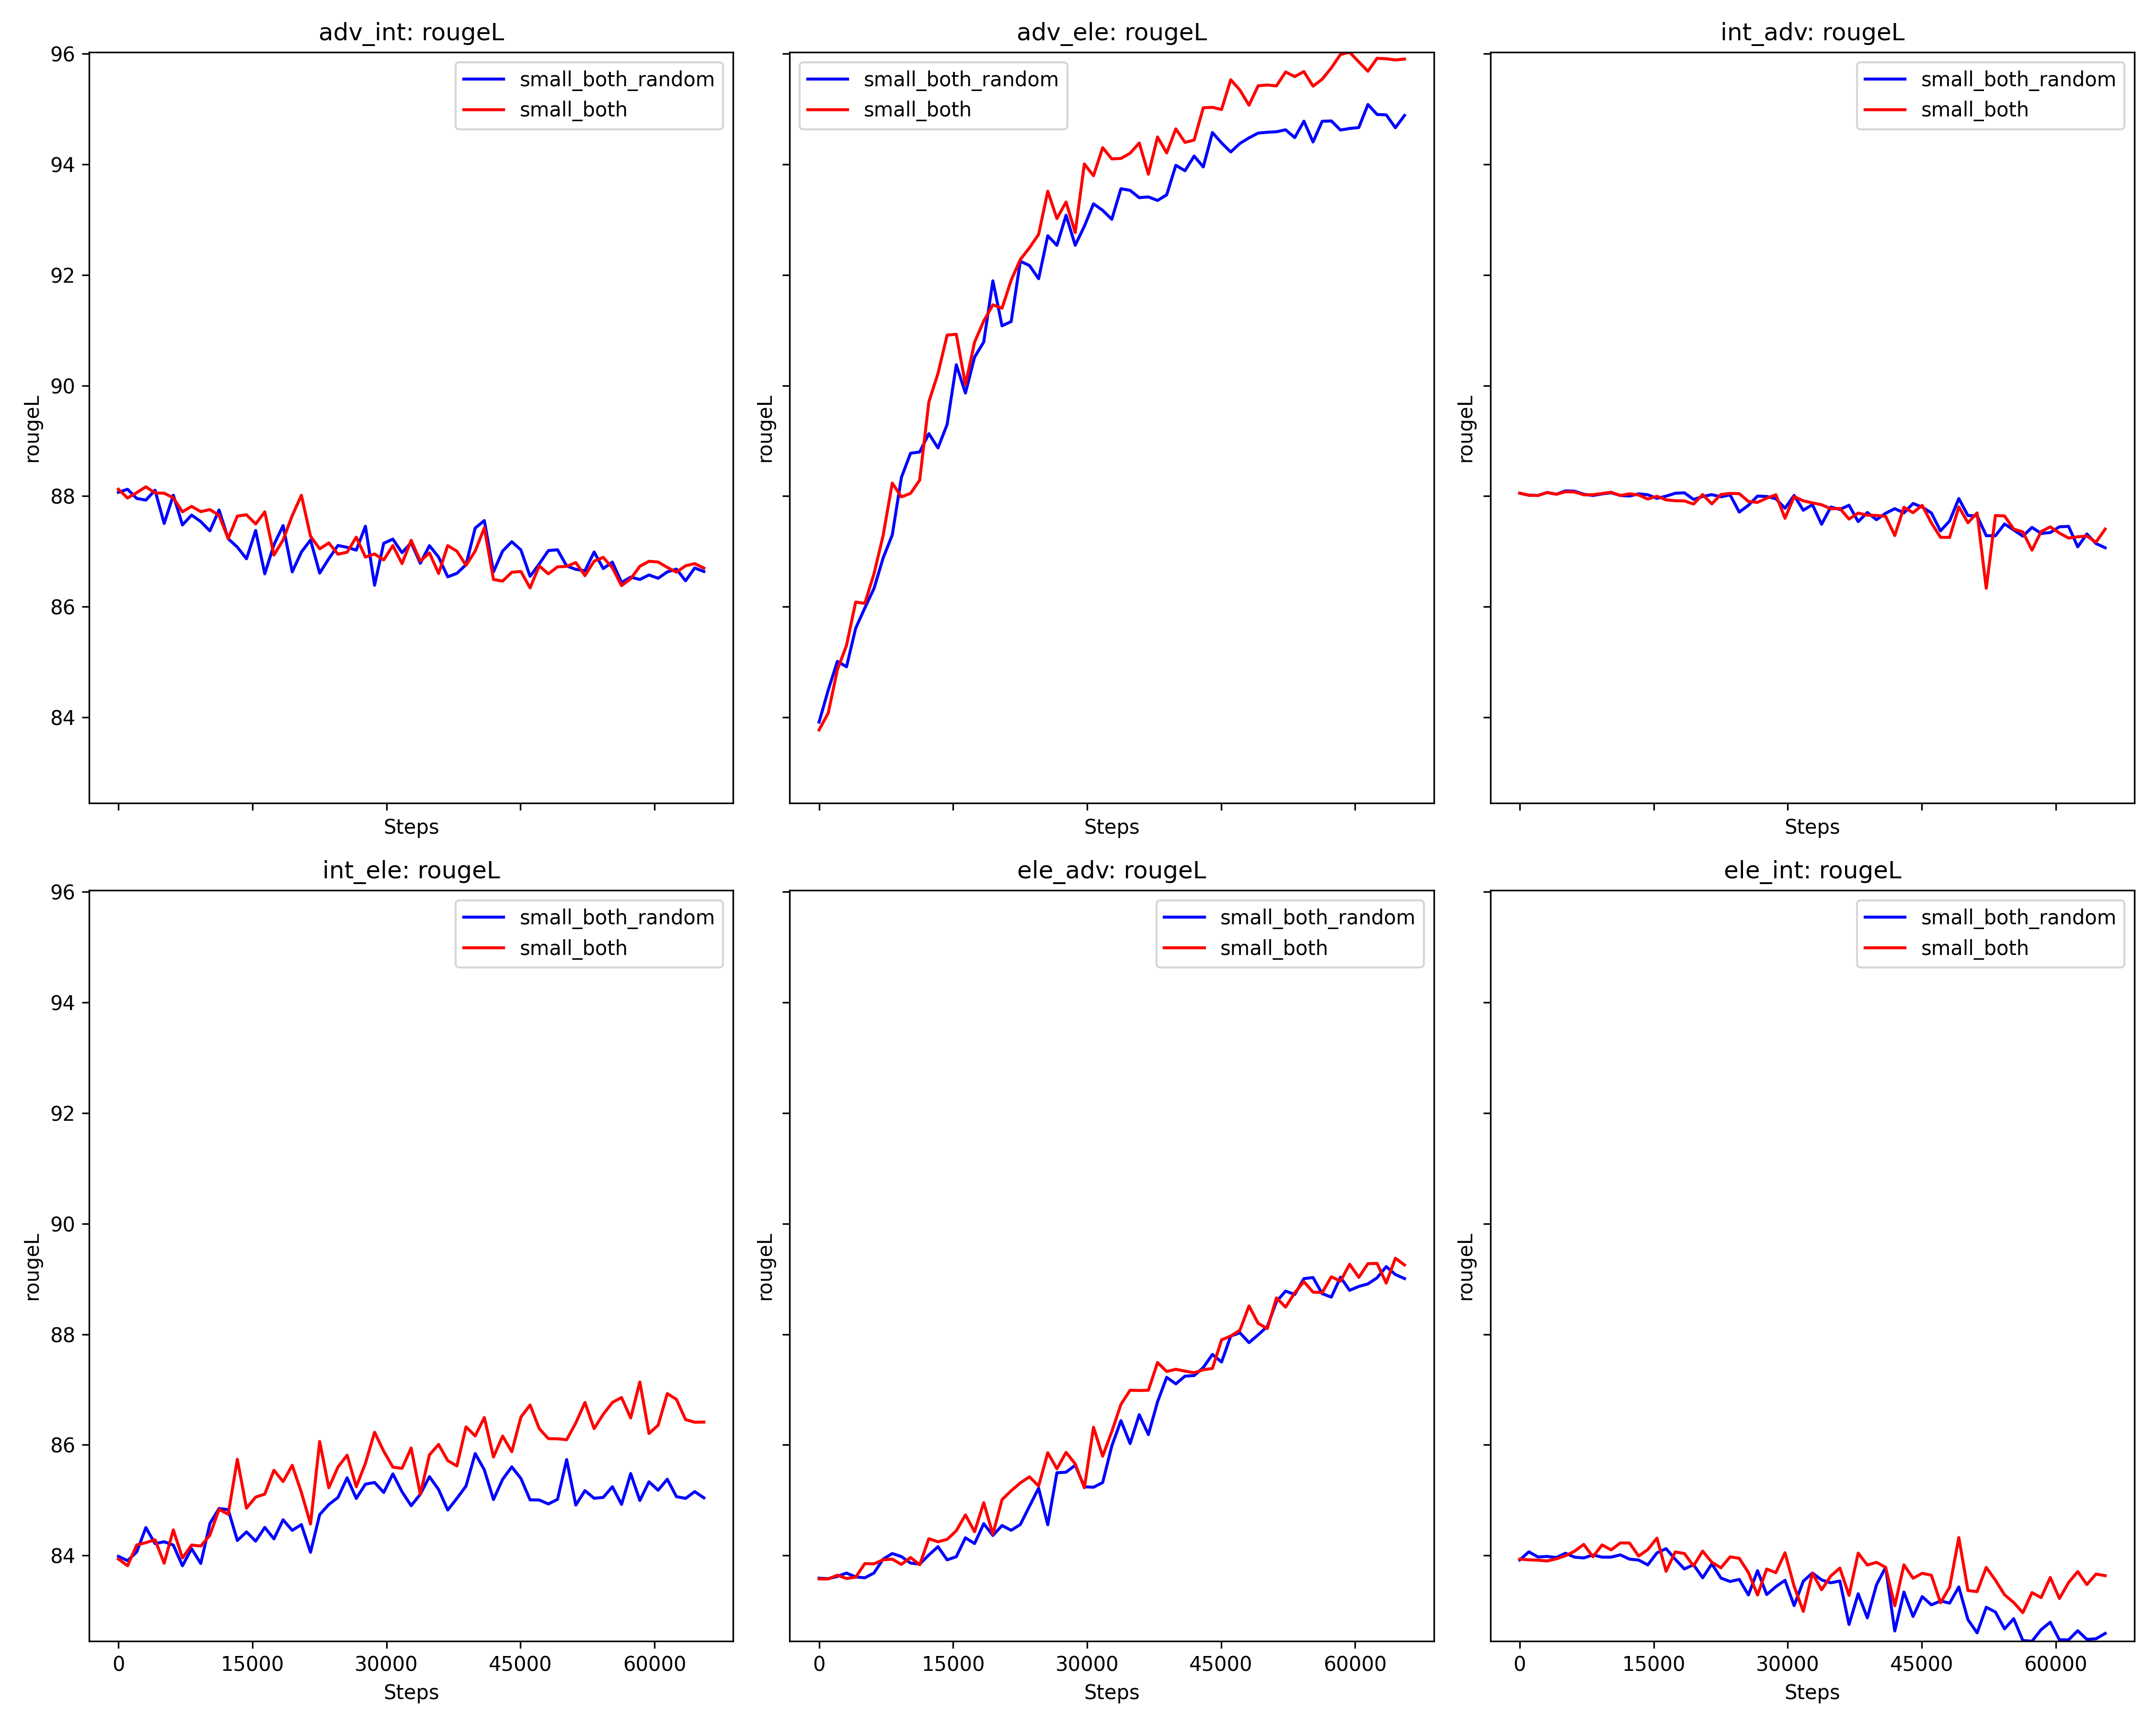 adv_int: rougeL
96
94
92
90
88
86
84
rougeL
Steps
small_both_random
small_both
adv_ele: rougeL
rougeL
Steps
small_both_random
small_both
int_adv: rougeL
rougeL
Steps
small_both_random
small_both
int_ele: rougeL
96
94
92
90
88
86
84
rougeL
0 15000 30000 45000 60000
Steps
small_both_random
small_both
ele_adv: rougeL
rougeL
0 15000 30000 45000 60000
Steps
small_both_random
small_both
ele_int: rougeL
rougeL
0 15000 30000 45000 60000
Steps
small_both_random
small_both